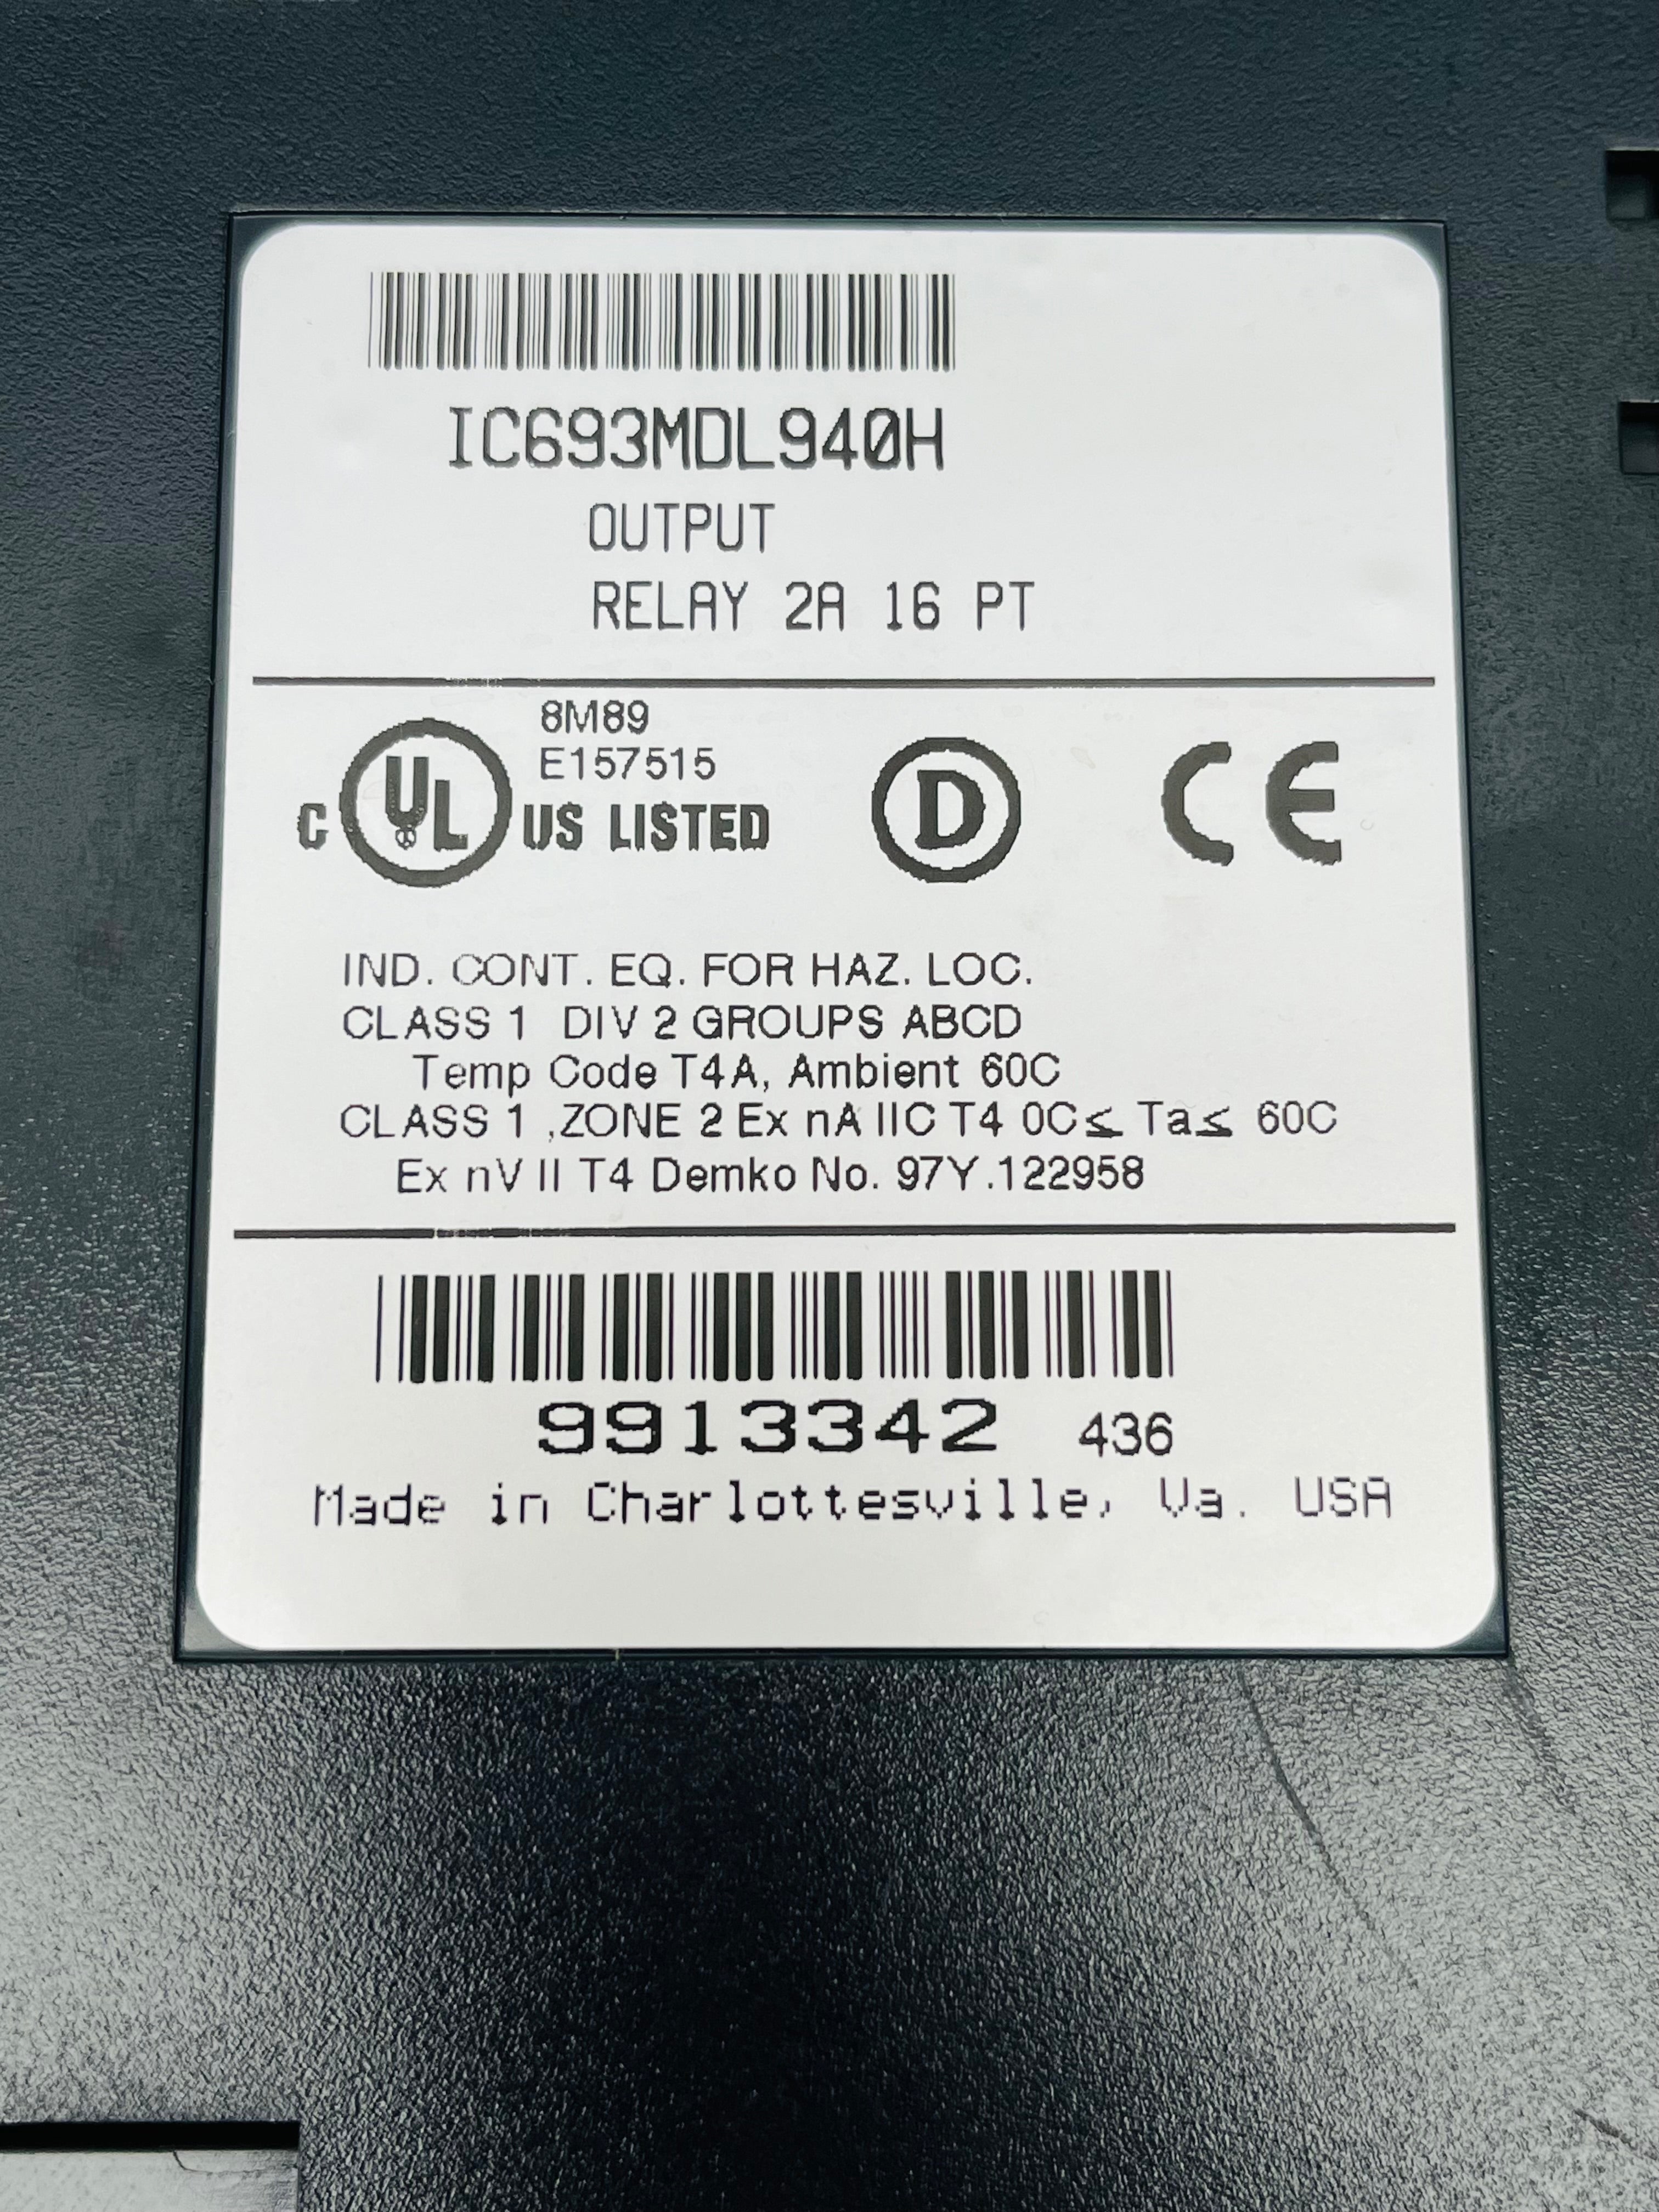 IC693MDL940H
OUTPUT
RELAY 2A 16 PT
8M89
E157515
C UL US LISTED
D
CE
IND. CONT. EQ. FOR HAZ. LOC.
CLASS 1 DIV 2 GROUPS ABCD
Temp Code T4A, Ambient 60C
CLASS 1 ,ZONE 2 Ex nA IIC T4 0C≤ Ta≤ 60C
Ex nV II T4 Demko No. 97Y.122958
9913342 436
Made in Charlottesville, Va. USA